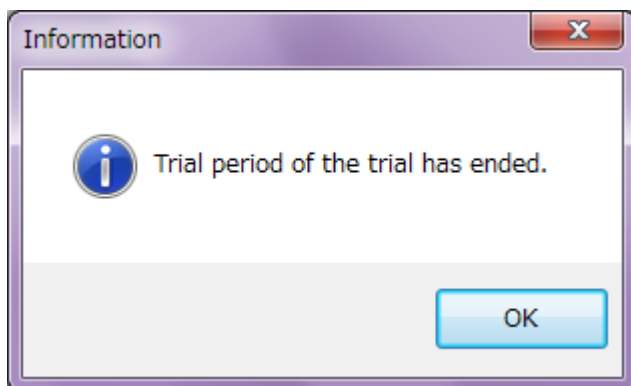 Information
Trial period of the trial has ended.
OK